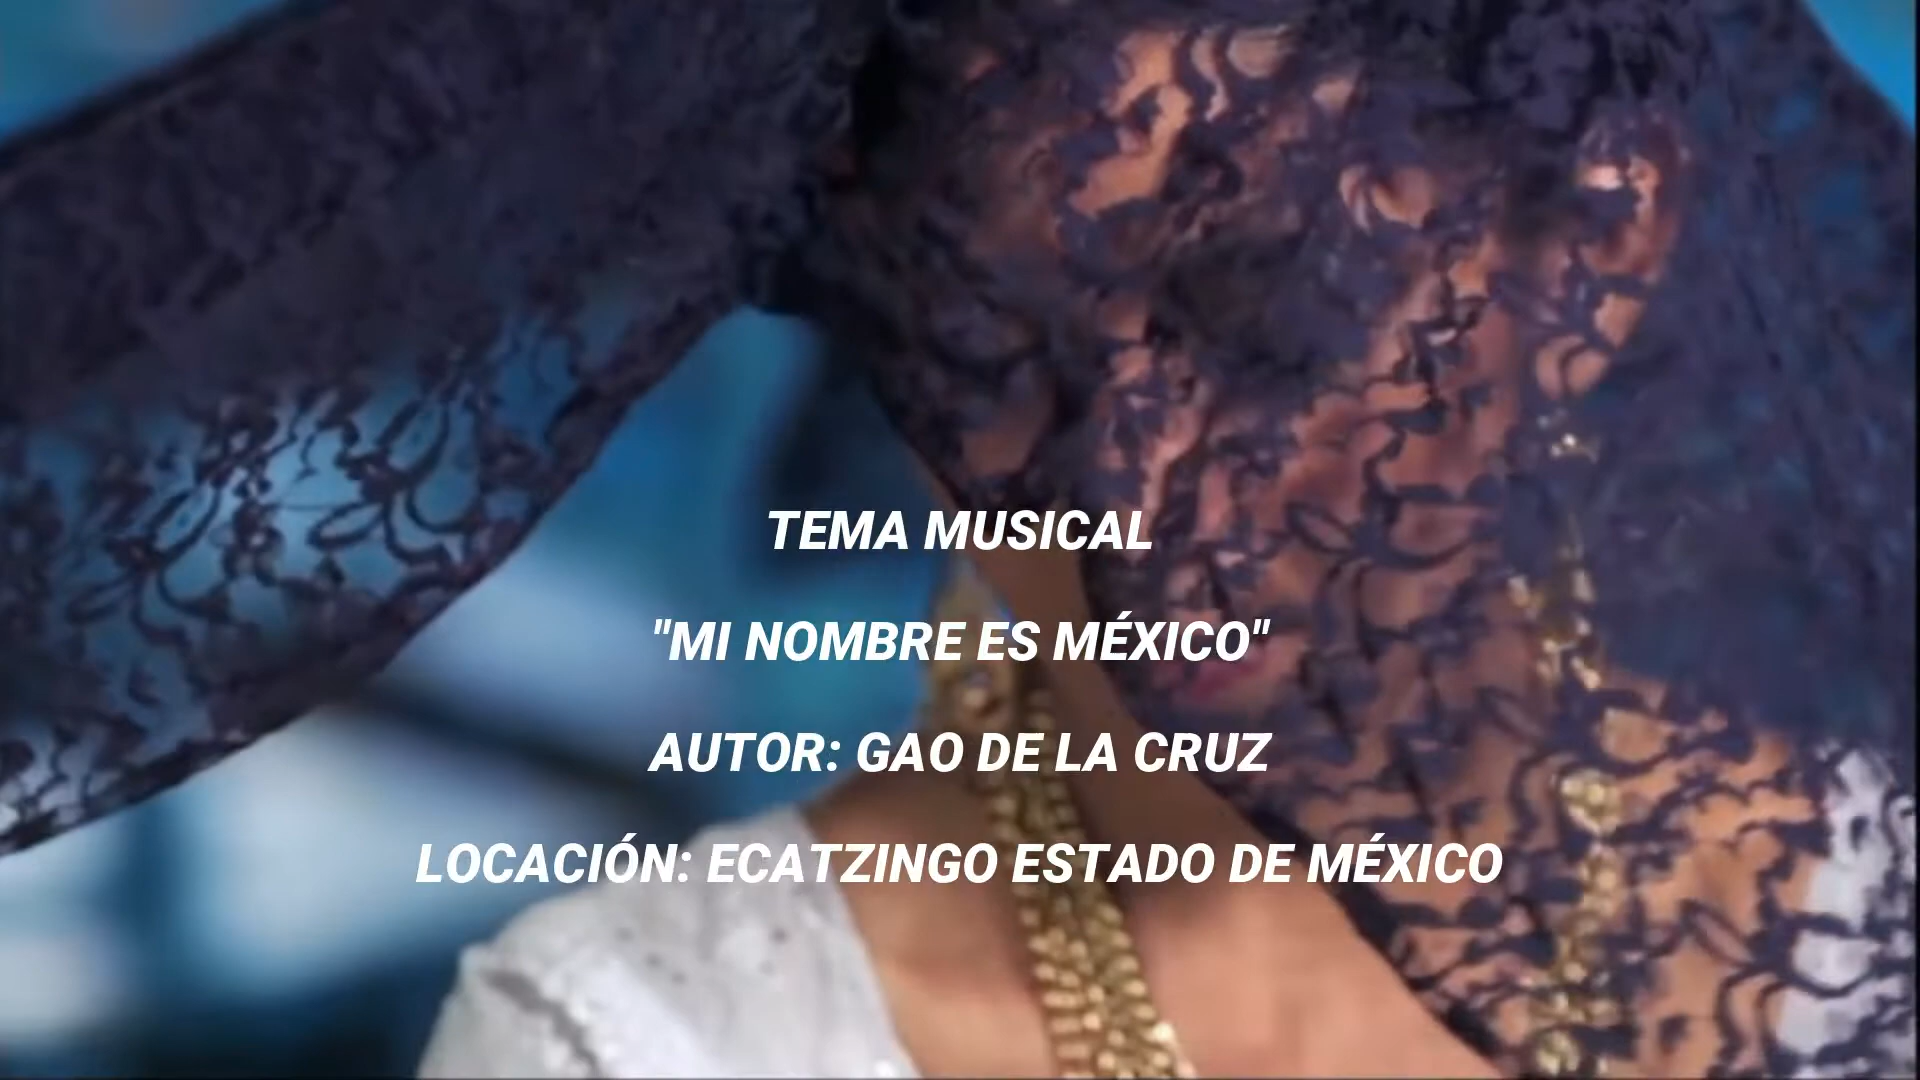 TEMA MUSICAL
"MI NOMBRE ES MÉXICO"
AUTOR: GAO DE LA CRUZ
LOCACIÓN: ECATZINGO ESTADO DE MÉXICO